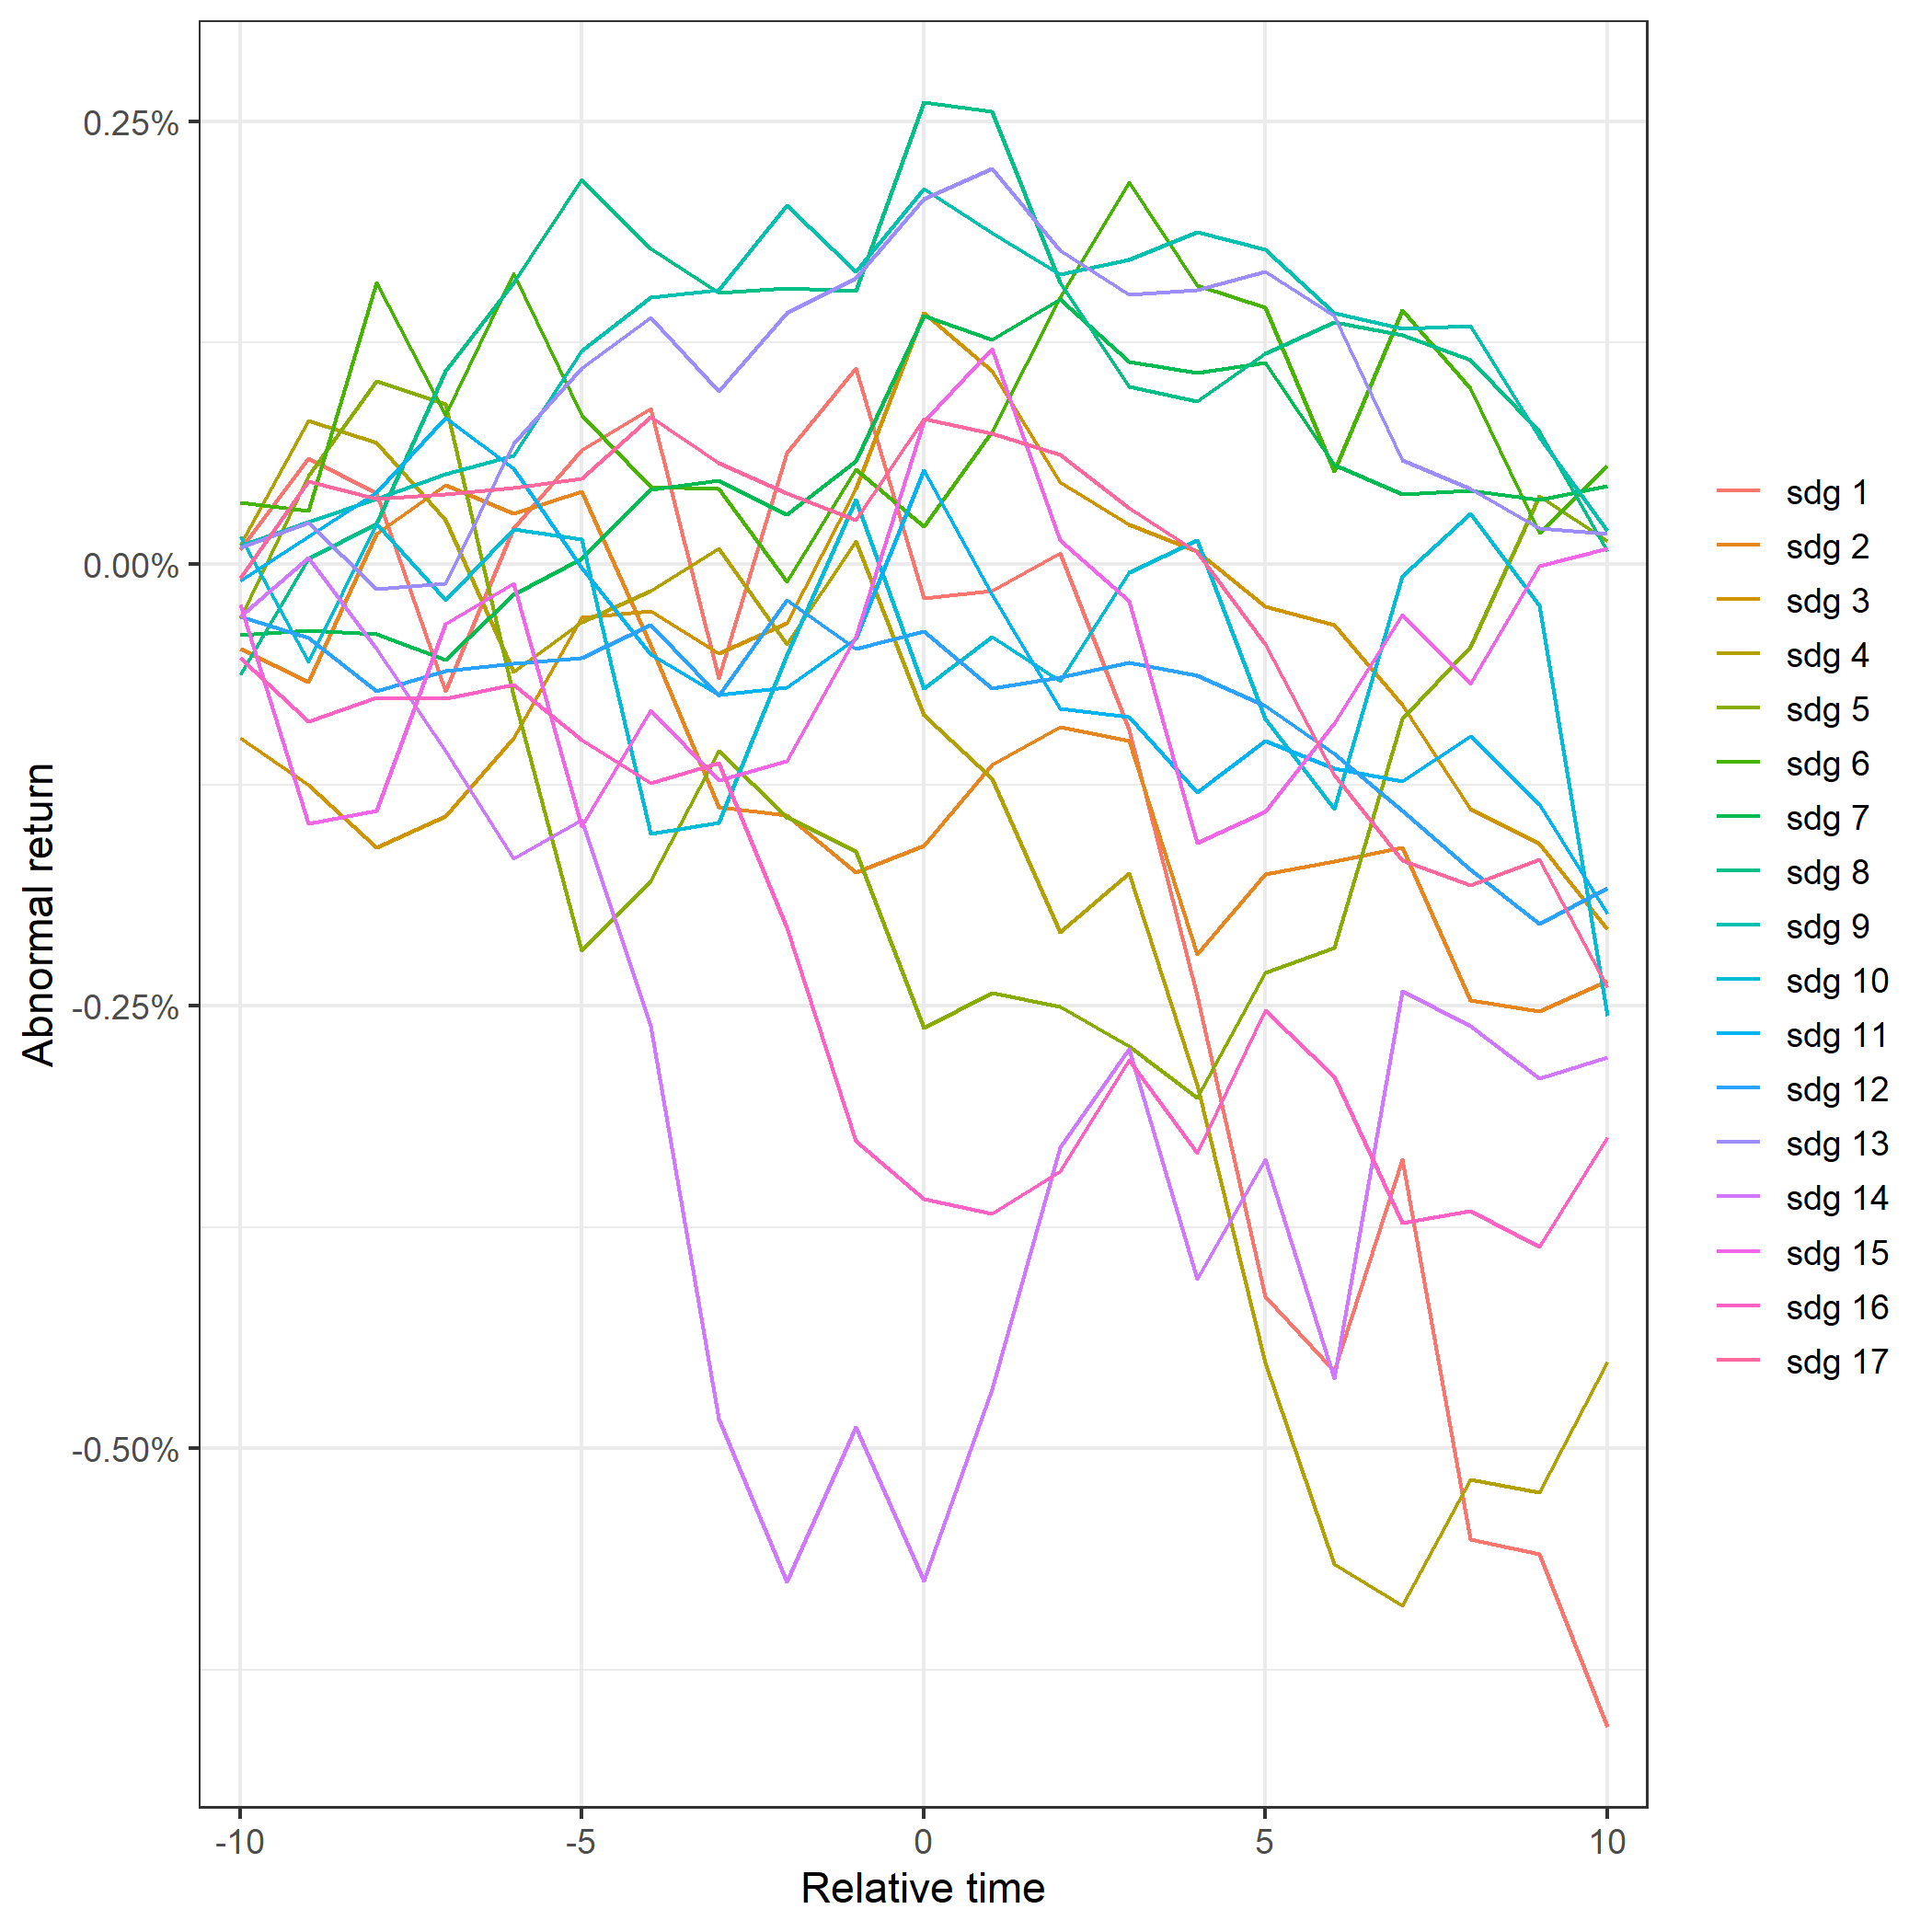 0.25%
0.00%
-0.25%
-0.50%
Abnormal return
-10
-5
0
5
10
Relative time
sdg 1
sdg 2
sdg 3
sdg 4
sdg 5
sdg 6
sdg 7
sdg 8
sdg 9
sdg 10
sdg 11
sdg 12
sdg 13
sdg 14
sdg 15
sdg 16
sdg 17